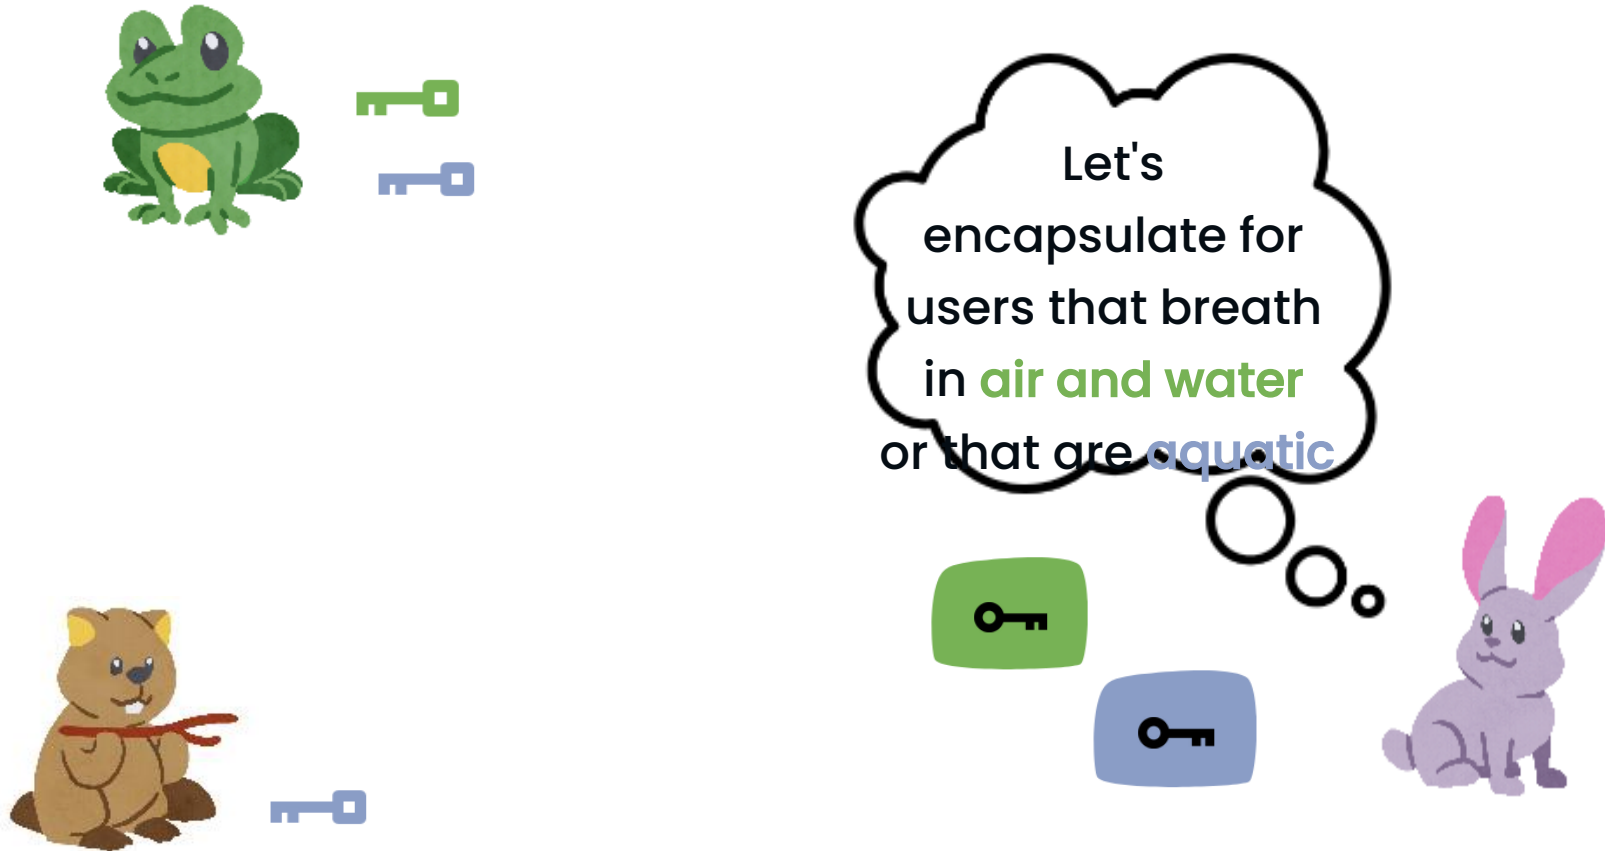 Let's
encapsulate for
users that breath
in air and water
or that are aquatic